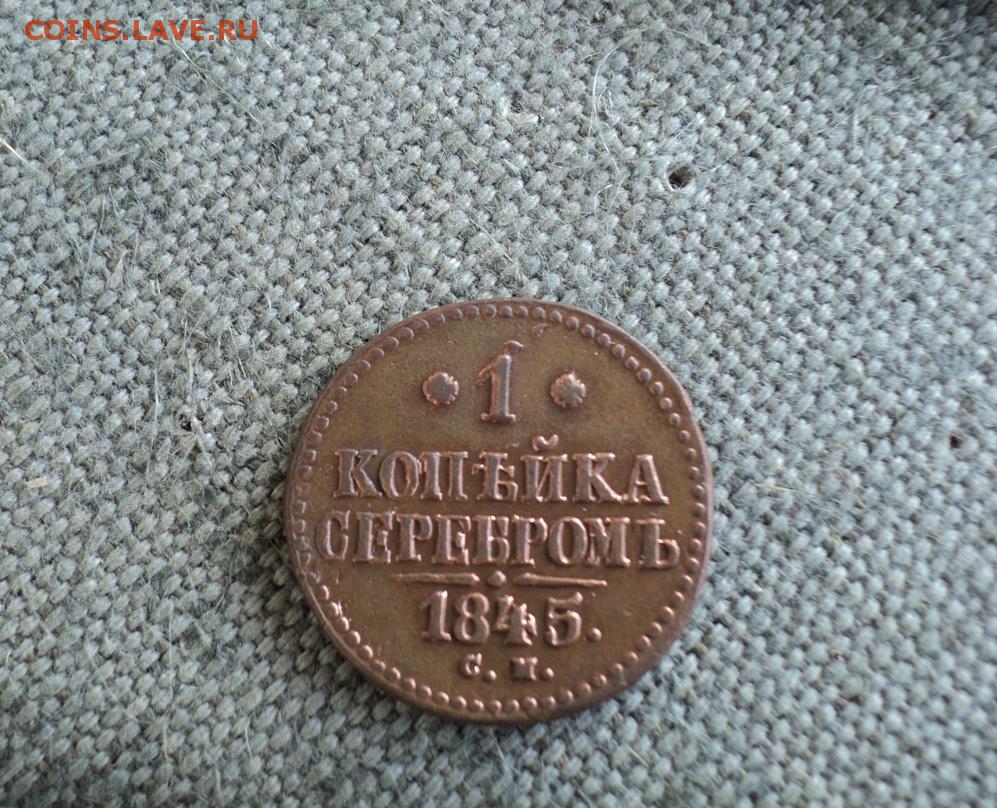 COINS.LAVE.RU
1
КОПѢЙКА
СЕРЕБРОМЪ
1845.
С. М.